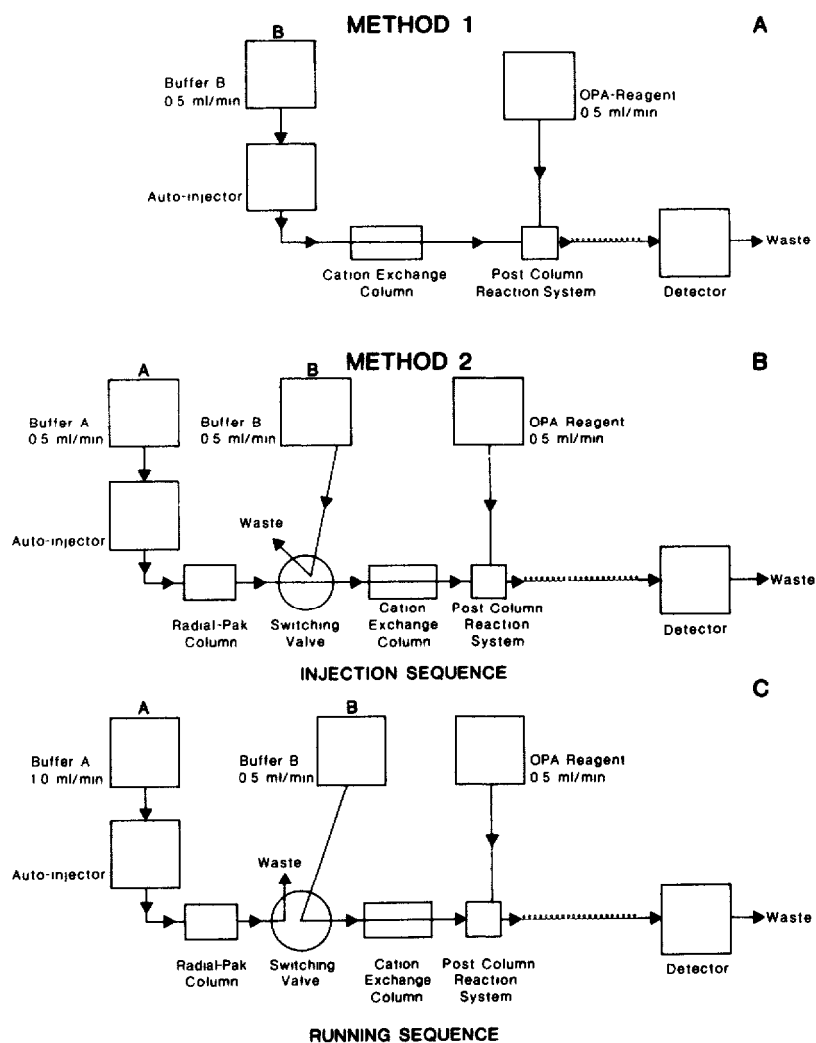 METHOD 1
A
B
Buffer B
0 5 ml/min
OPA-Reagent
0 5 ml/min
Auto-injector
Cation Exchange
Column
Post Column
Reaction System
Detector
Waste
METHOD 2
B
A
B
Buffer A
0 5 ml/min
Buffer B
0 5 ml/min
OPA Reagent
0 5 ml/min
Auto-injector
Waste
Radial-Pak
Column
Switching
Valve
Cation
Exchange
Column
Post Column
Reaction
System
Detector
Waste
INJECTION SEQUENCE
C
A
B
Buffer A
1 0 ml/min
Buffer B
0 5 ml/min
OPA Reagent
0 5 ml/min
Auto-injector
Waste
Radial-Pak
Column
Switching
Valve
Cation
Exchange
Column
Post Column
Reaction
System
Detector
Waste
RUNNING SEQUENCE